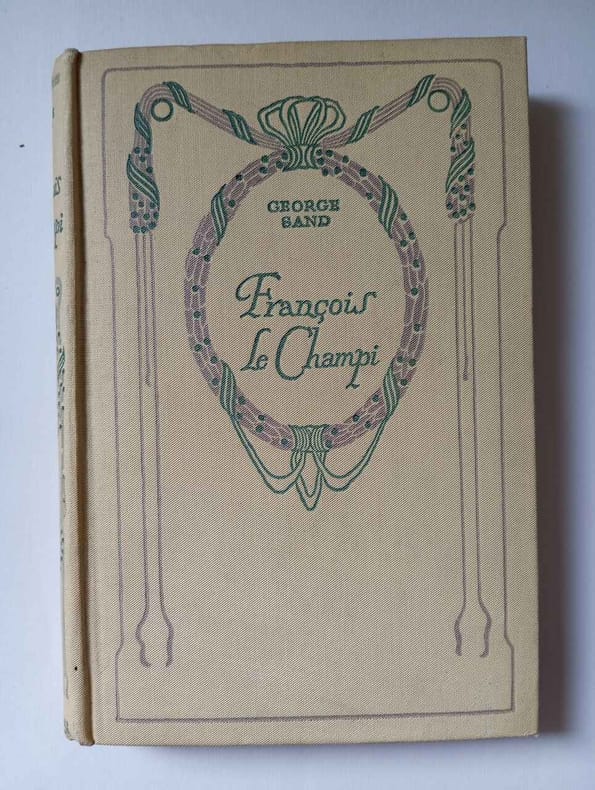 GEORGE
SAND
François
le Champi